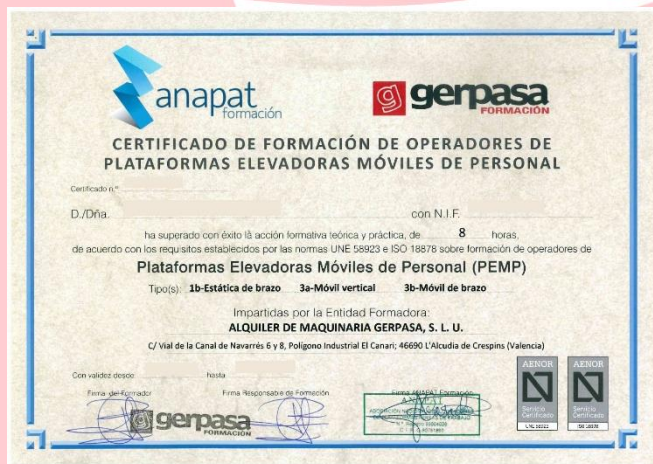 anapat
formación
gerpasa
FORMACIÓN
CERTIFICADO DE FORMACIÓN DE OPERADORES DE
PLATAFORMAS ELEVADORAS MÓVILES DE PERSONAL
Certificado n.º
D./Dña. con N.I.F.
ha superado con éxito la acción formativa teórica y práctica, de 8 horas,
de acuerdo con los requisitos establecidos por las normas UNE 58923 e ISO 18878 sobre formación de operadores de
Plataformas Elevadoras Móviles de Personal (PEMP)
Tipo(s): 1b-Estática de brazo 3a-Móvil vertical 3b-Móvil de brazo
Impartidas por la Entidad Formadora:
ALQUILER DE MAQUINARIA GERPASA, S. L. U.
C/ Vial de la Canal de Navarrés 6 y 8, Polígono Industrial El Canari; 46690 L'Alcudia de Crespins (Valencia)
Con validez desde hasta
Firma del Formador Firma Responsable de Formación Firma ANAPAT Formación
gerpasa
FORMACIÓN
AENOR AENOR
Servicio Servicio
Certificado Certificado
UNE 58923 ISO 18878